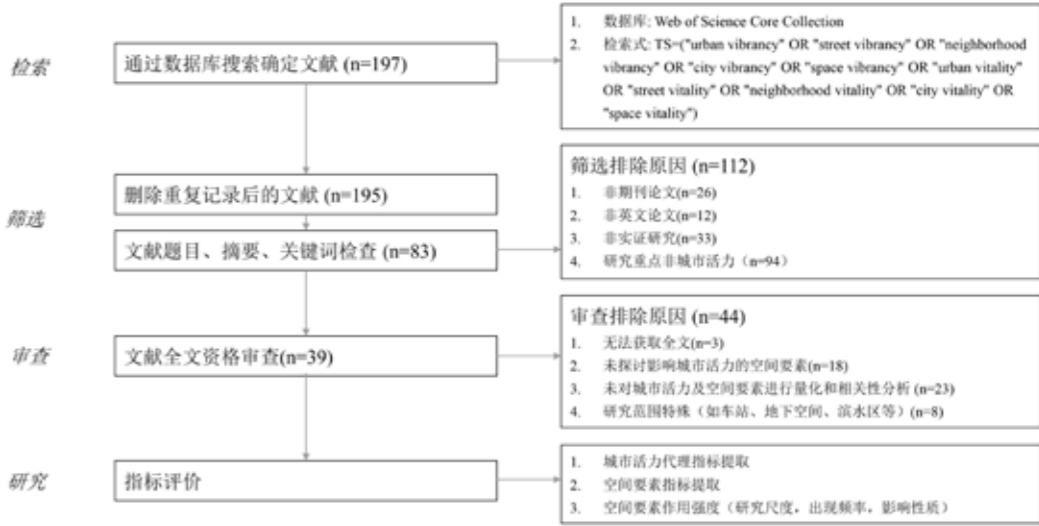 检索
通过数据库搜索确定文献 (n=197)
1. 数据库: Web of Science Core Collection
2. 检索式: TS=("urban vibrancy" OR "street vibrancy" OR "neighborhood
vibrancy" OR "city vibrancy" OR "space vibrancy" OR "urban vitality"
OR "street vitality" OR "neighborhood vitality" OR "city vitality" OR
"space vitality")
筛选
删除重复记录后的文献 (n=195)
文献题目、摘要、关键词检查 (n=83)
筛选排除原因 (n=112)
1. 非期刊论文(n=26)
2. 非英文论文(n=12)
3. 非实证研究(n=33)
4. 研究重点非城市活力（n=94）
审查
文献全文资格审查(n=39)
审查排除原因 (n=44)
1. 无法获取全文(n=3)
2. 未探讨影响城市活力的空间要素(n=18)
3. 未对城市活力及空间要素进行量化和相关性分析 (n=23)
4. 研究范围特殊（如车站、地下空间、滨水区等）(n=8)
研究
指标评价
1. 城市活力代理指标提取
2. 空间要素指标提取
3. 空间要素作用强度（研究尺度，出现频率，影响性质）